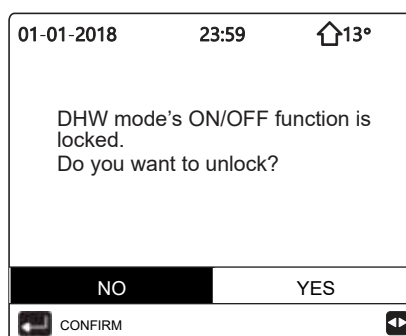 01-01-2018 23:59 13°
DHW mode's ON/OFF function is
locked.
Do you want to unlock?
NO YES
CONFIRM